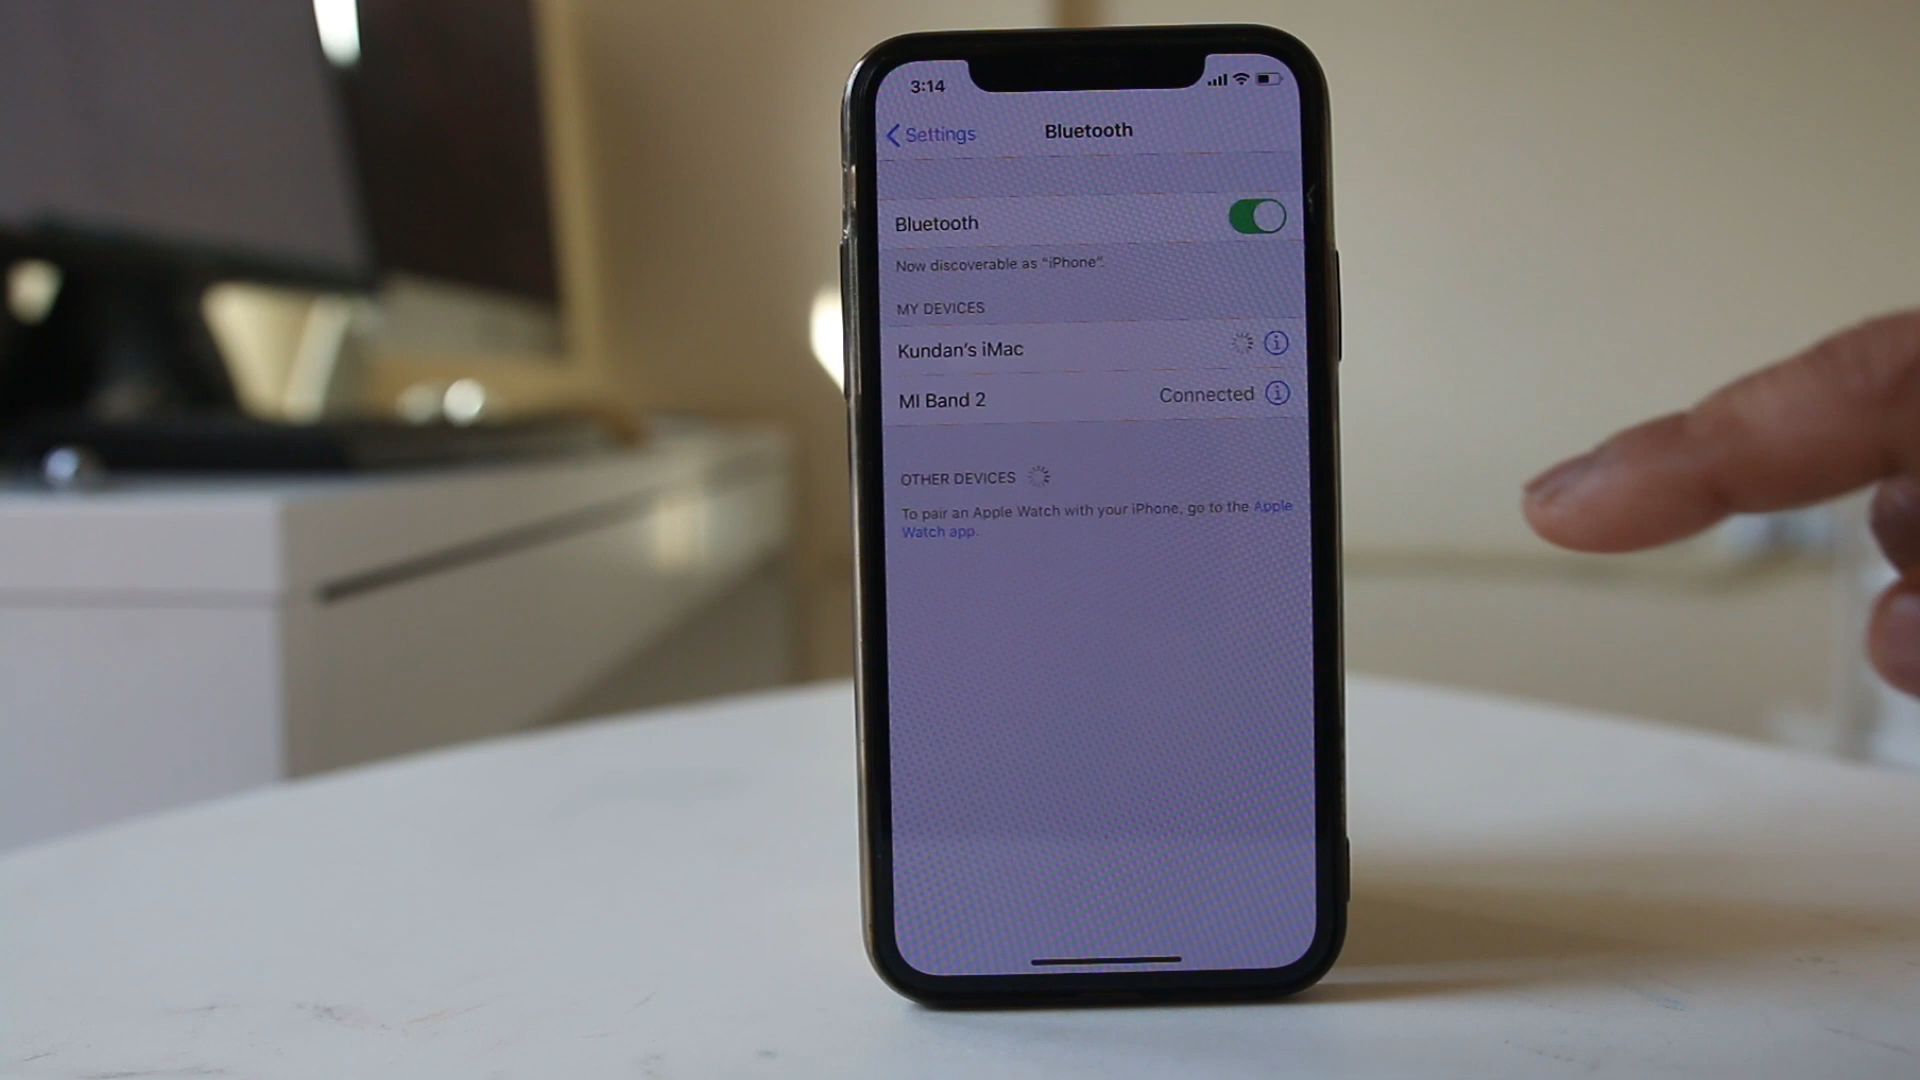 3:14
Settings
Bluetooth
Bluetooth
Now discoverable as “iPhone”.
MY DEVICES
Kundan’s iMac
MI Band 2 Connected
OTHER DEVICES
To pair an Apple Watch with your iPhone, go to the Apple
Watch app.